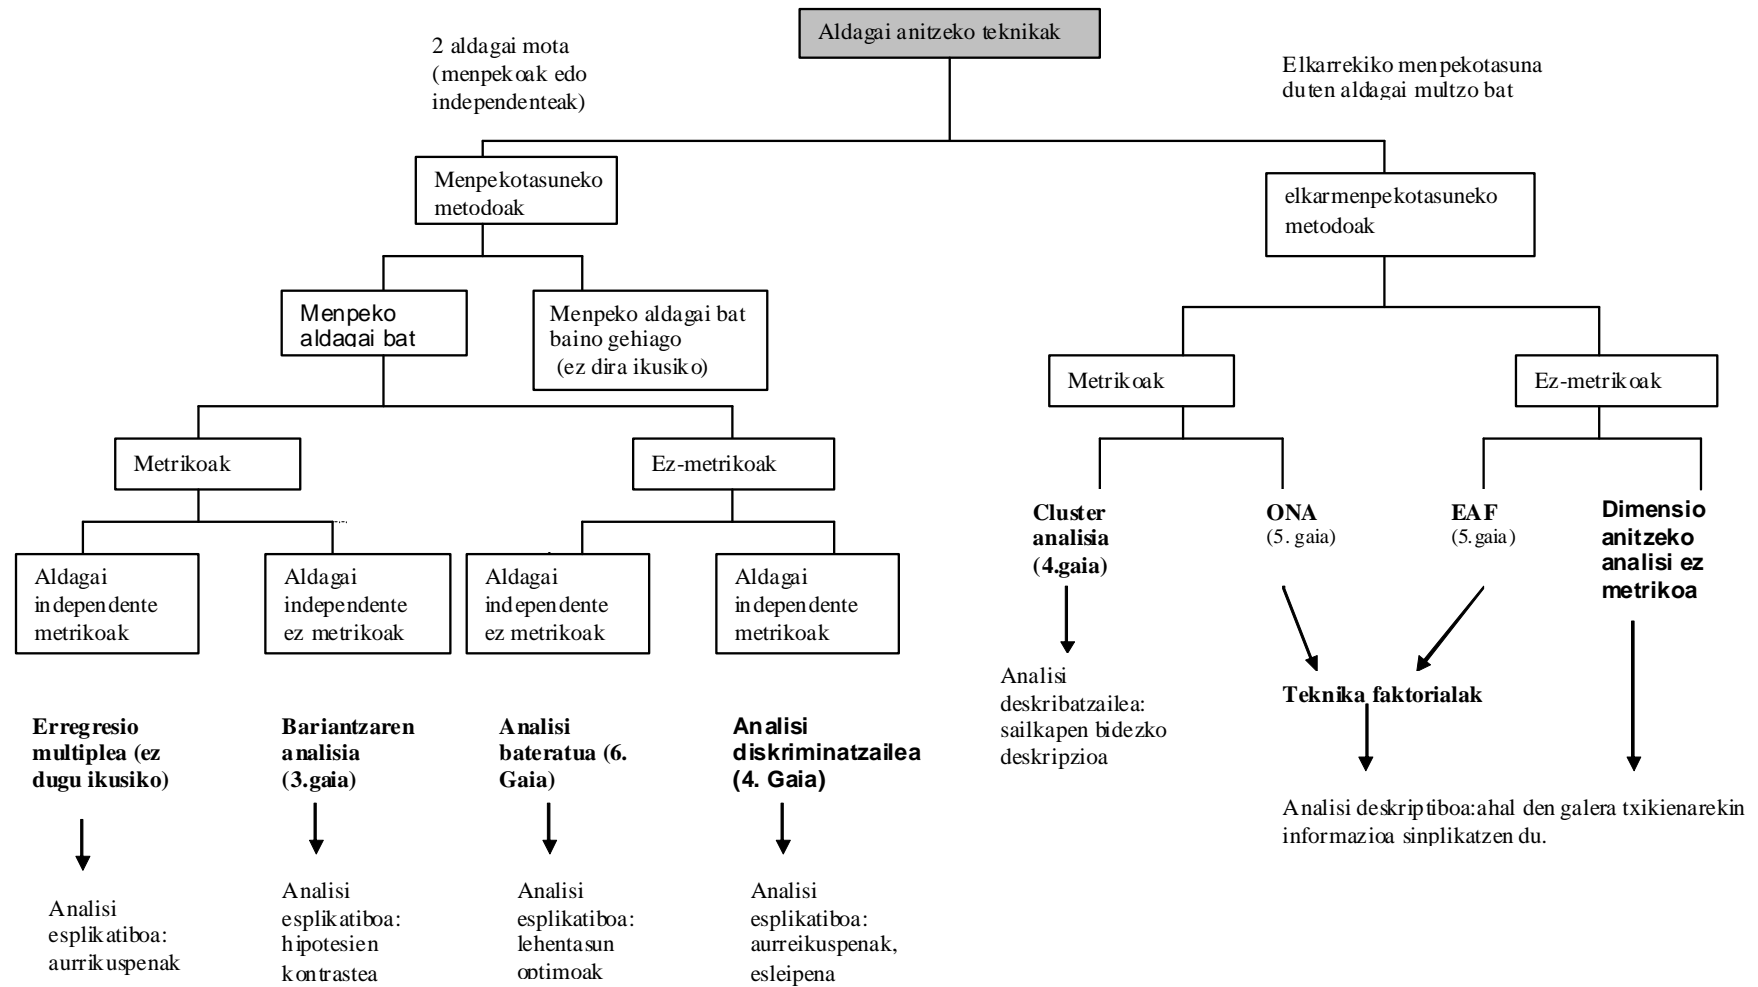 Aldagai anitzeko teknikak
2 aldagai mota
(menpekoak edo
independenteak)
Elkarrekiko menpekotasuna
duten aldagai multzo bat
Menpekotasuneko
metodoak
elkarmenpekotasuneko
metodoak
Menpeko
aldagai bat
Menpeko aldagai bat
baino gehiago
(ez dira ikusiko)
Metrikoak
Ez-metrikoak
Metrikoak
Ez-metrikoak
Aldagai
independente
metrikoak
Aldagai
independente
ez metrikoak
Aldagai
independente
ez metrikoak
Aldagai
independente
metrikoak
Cluster
analisia
(4.gaia)
ONA
(5. gaia)
EAF
(5.gaia)
Dimensio
anitzeko
analisi ez
metrikoa
Analisi
deskribatzailea:
sailkapen bidezko
deskripzioa
Teknika faktorialak
Erregresio
multiplea (ez
dugu ikusiko)
Bariantzaren
analisia
(3.gaia)
Analisi
bateratua (6.
Gaia)
Analisi
diskriminatzailea
(4. Gaia)
Analisi deskriptiboa:ahal den galera txikienarekin
informazioa sinplikatzen du.
Analisi
esplikatiboa:
aurrikuspenak
Analisi
esplikatiboa:
hipotesien
kontrastea
Analisi
esplikatiboa:
lehentasun
optimoak
Analisi
esplikatiboa:
aurreikuspenak,
esleipena